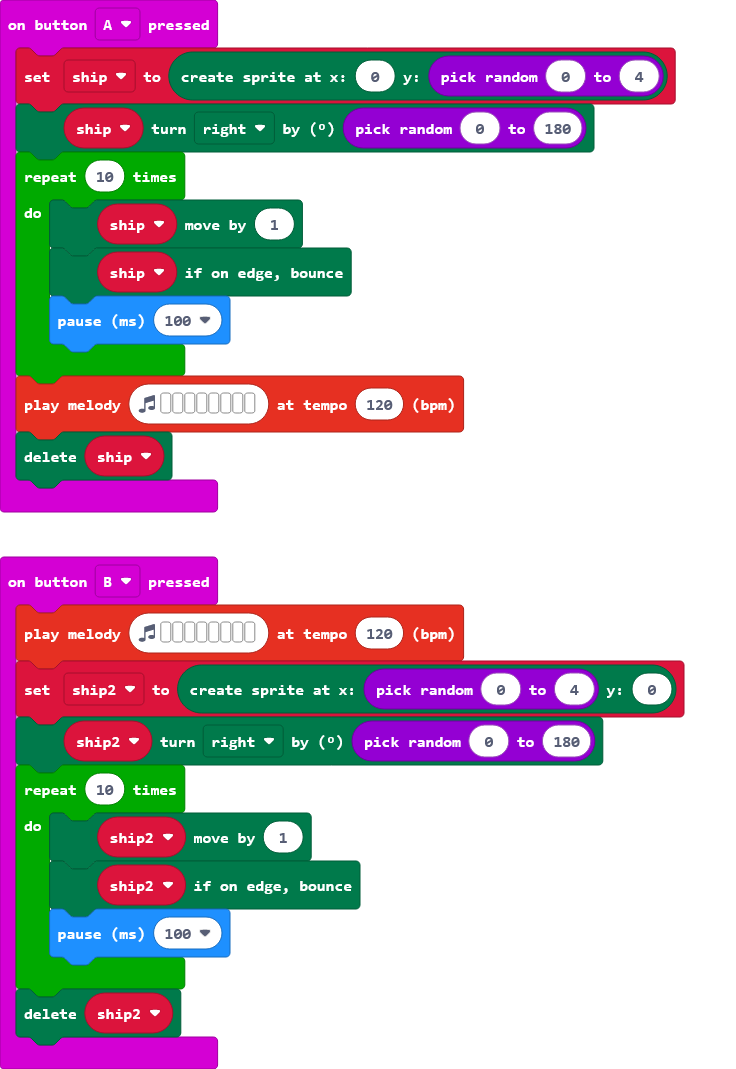 on button A pressed
set ship to create sprite at x: 0 y: pick random 0 to 4
ship turn right by (º) pick random 0 to 180
repeat 10 times
do ship move by 1
ship if on edge, bounce
pause (ms) 100
play melody at tempo 120 (bpm)
delete ship
on button B pressed
play melody at tempo 120 (bpm)
set ship2 to create sprite at x: pick random 0 to 4 y: 0
ship2 turn right by (º) pick random 0 to 180
repeat 10 times
do ship2 move by 1
ship2 if on edge, bounce
pause (ms) 100
delete ship2